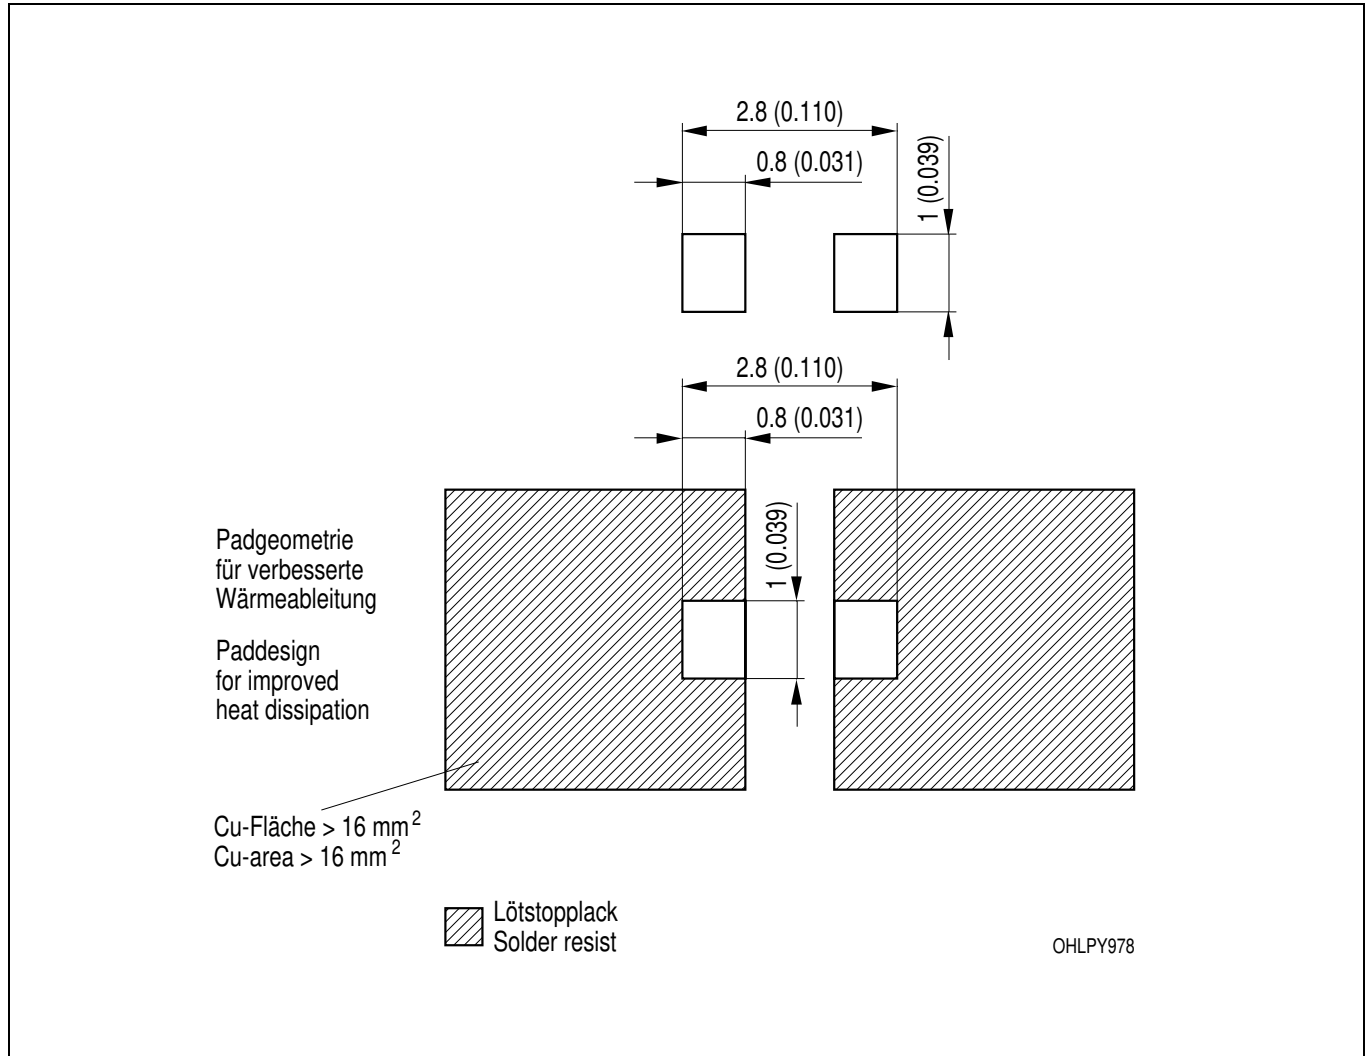 2.8 (0.110)
0.8 (0.031)
1 (0.039)
2.8 (0.110)
0.8 (0.031)
1 (0.039)
Padgeometrie
für verbesserte
Wärmeableitung
Paddesign
for improved
heat dissipation
Cu-Fläche > 16 mm²
Cu-area > 16 mm²
Lötstopplack
Solder resist
OHLPY978